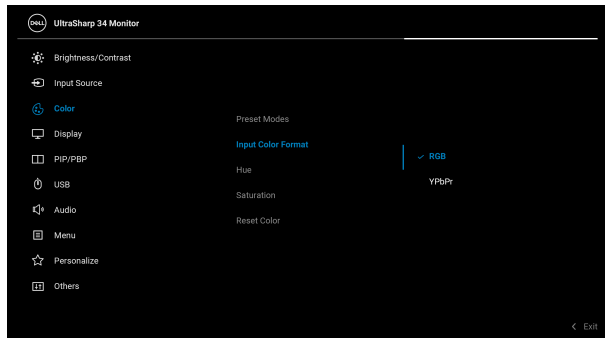 DELL UltraSharp 34 Monitor
Brightness/Contrast
Input Source
Color
Display
PIP/PBP
USB
Audio
Menu
Personalize
Others
Preset Modes
Input Color Format
Hue
Saturation
Reset Color
RGB
YPbPr
Exit